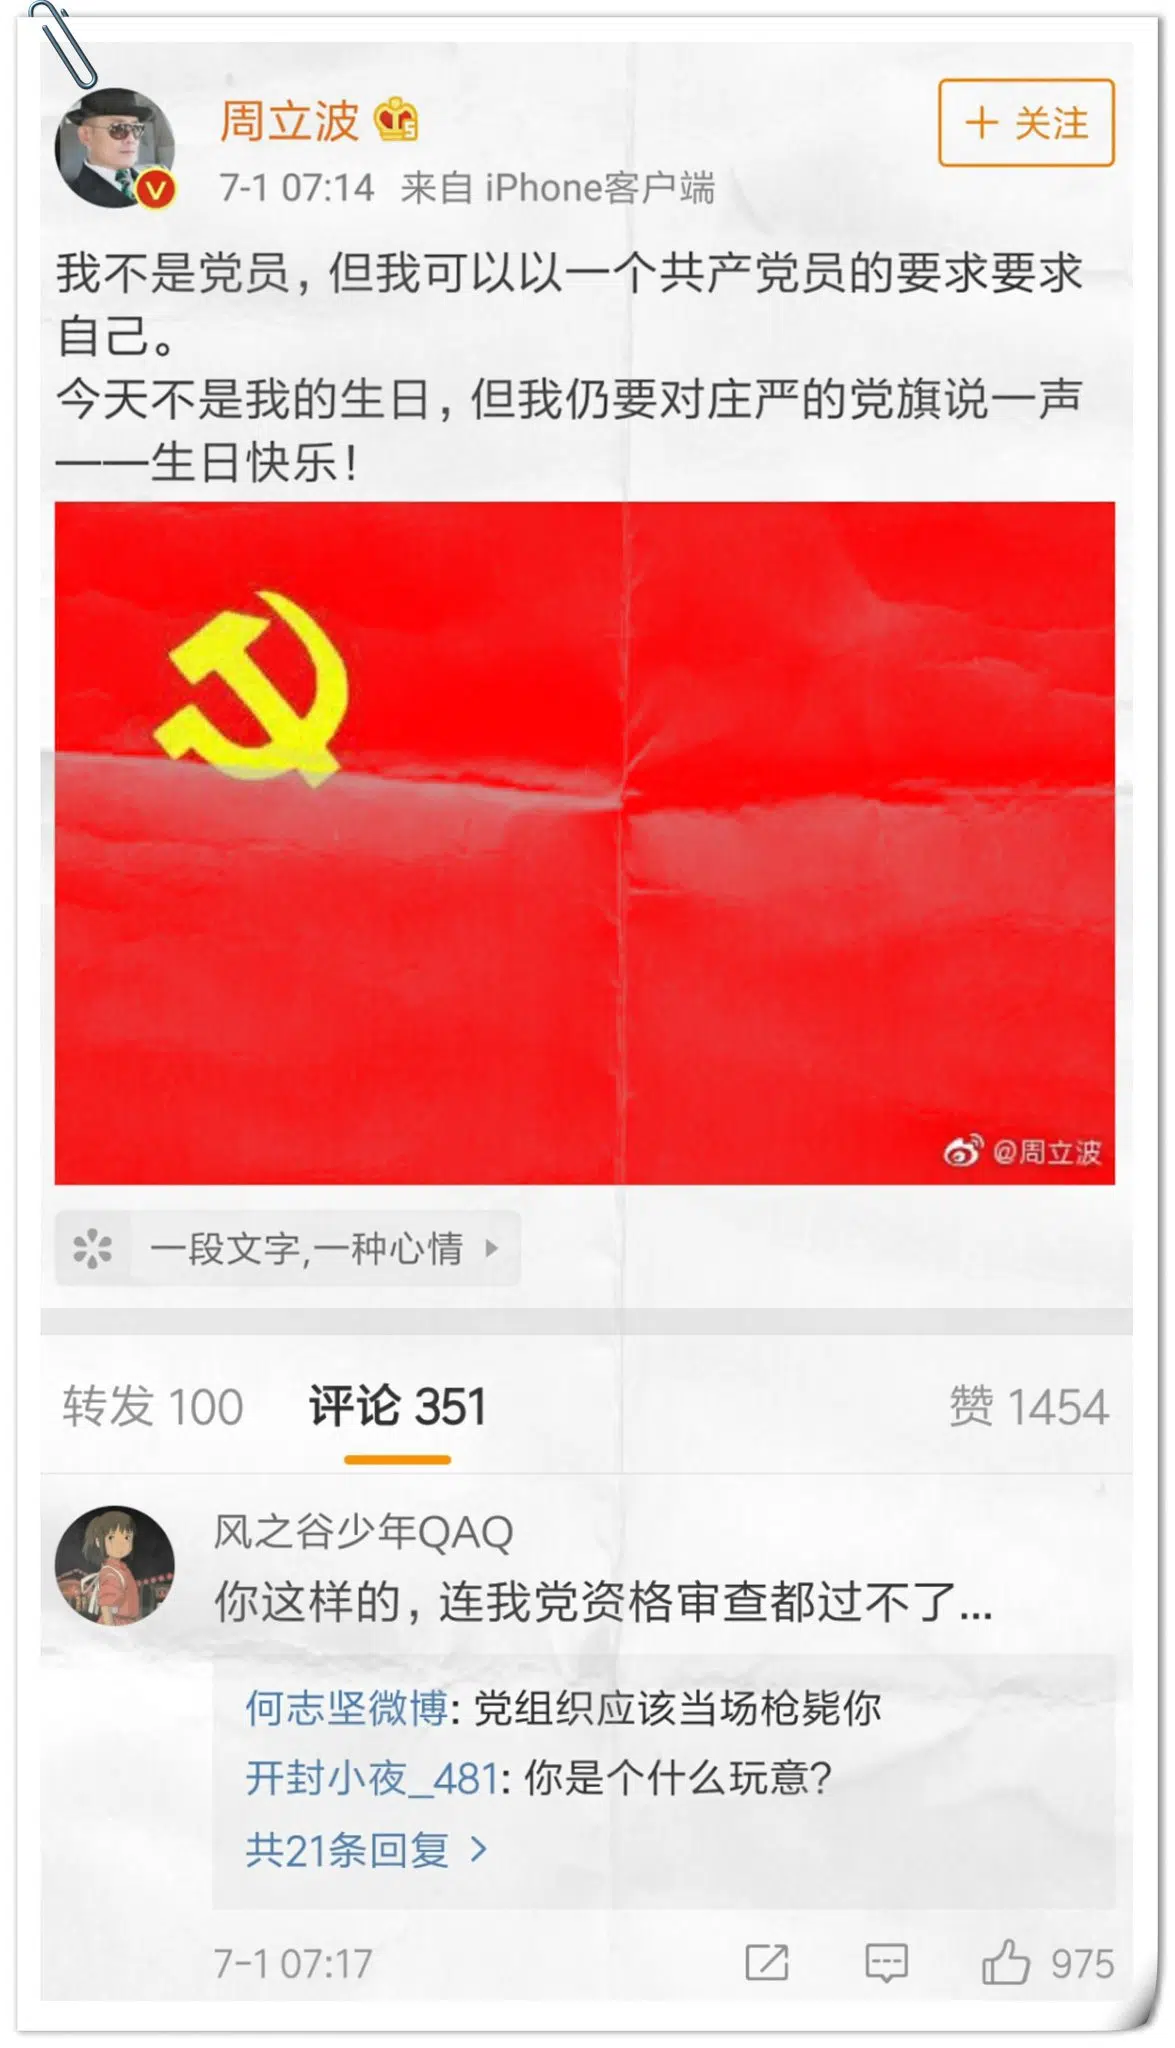 周立波
+ 关注
7-1 07:14 来自 iPhone客户端
我不是党员，但我可以以一个共产党员的要求要求
自己。
今天不是我的生日，但我仍要对庄严的党旗说一声
——生日快乐！
@周立波
一段文字,一种心情
转发 100 评论 351 赞 1454
风之谷少年QAQ
你这样的，连我党资格审查都过不了...
何志坚微博: 党组织应该当场枪毙你
开封小夜_481: 你是个什么玩意?
共21条回复 >
7-1 07:17 975